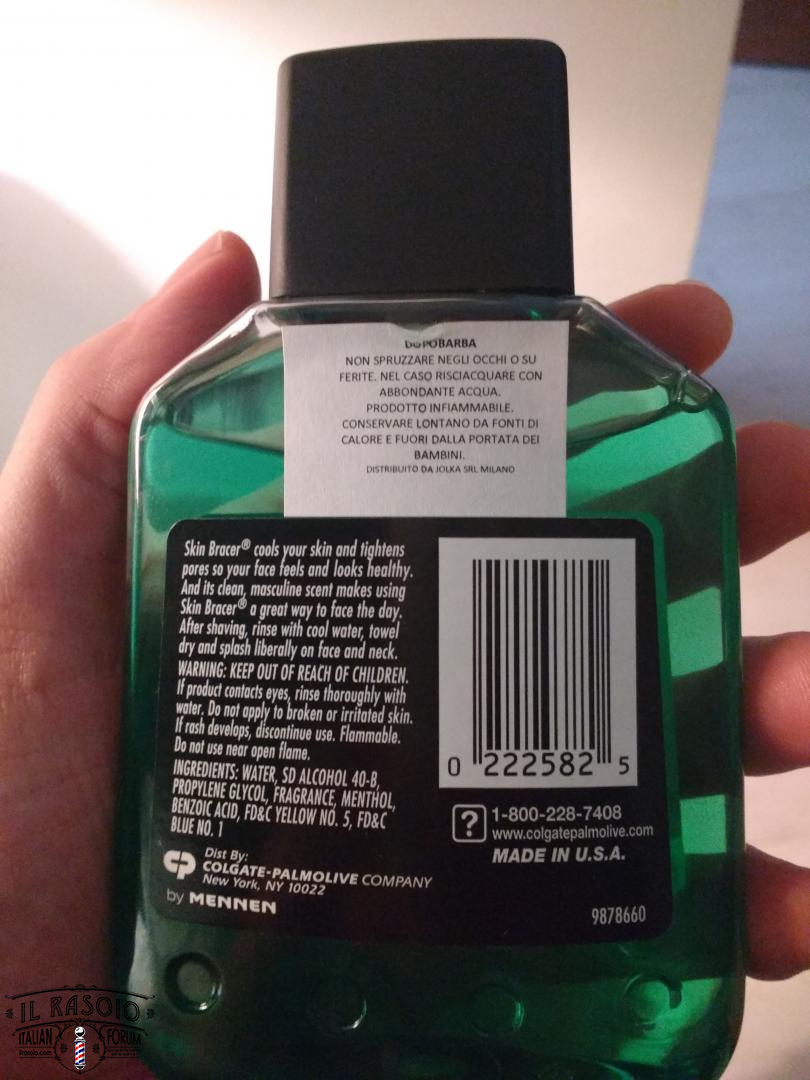 DOPOBARBA
NON SPRUZZARE NEGLI OCCHI O SU
FERITE. NEL CASO RISCIACQUARE CON
ABBONDANTE ACQUA.
PRODOTTO INFIAMMABILE.
CONSERVARE LONTANO DA FONTI DI
CALORE E FUORI DALLA PORTATA DEI
BAMBINI.
DISTRIBUITO DA JOLKA SRL MILANO
Skin Bracer® cools your skin and tightens
pores so your face feels and looks healthy.
And its clean, masculine scent makes using
Skin Bracer® a great way to face the day.
After shaving, rinse with cool water, towel
dry and splash liberally on face and neck.
WARNING: KEEP OUT OF REACH OF CHILDREN.
If product contacts eyes, rinse thoroughly with
water. Do not apply to broken or irritated skin.
If rash develops, discontinue use. Flammable.
Do not use near open flame.
INGREDIENTS: WATER, SD ALCOHOL 40-B,
PROPYLENE GLYCOL, FRAGRANCE, MENTHOL,
BENZOIC ACID, FD&C YELLOW NO. 5, FD&C
BLUE NO. 1
CP
Dist By:
COLGATE-PALMOLIVE COMPANY
New York, NY 10022
by MENNEN
0 222582 5
? 1-800-228-7408
www.colgatepalmolive.com
MADE IN U.S.A.
9878660
IL RASOIO
ITALIAN FORUM
ilrasoio.com